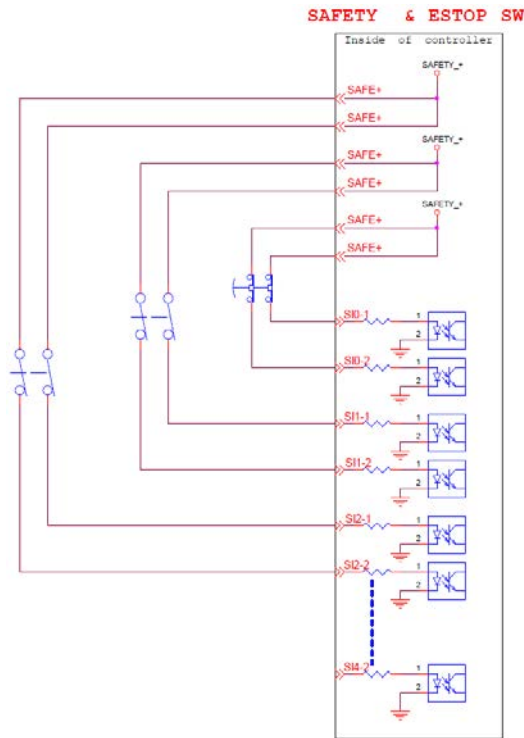 SAFETY & ESTOP SW
Inside of controller
SAFETY_+
SAFE+
SAFE+
SAFETY_+
SAFE+
SAFE+
SAFETY_+
SAFE+
SAFE+
SI0-1
1
2
SI0-2
1
2
SI1-1
1
2
SI1-2
1
2
SI2-1
1
2
SI2-2
1
2
SI4-2
1
2